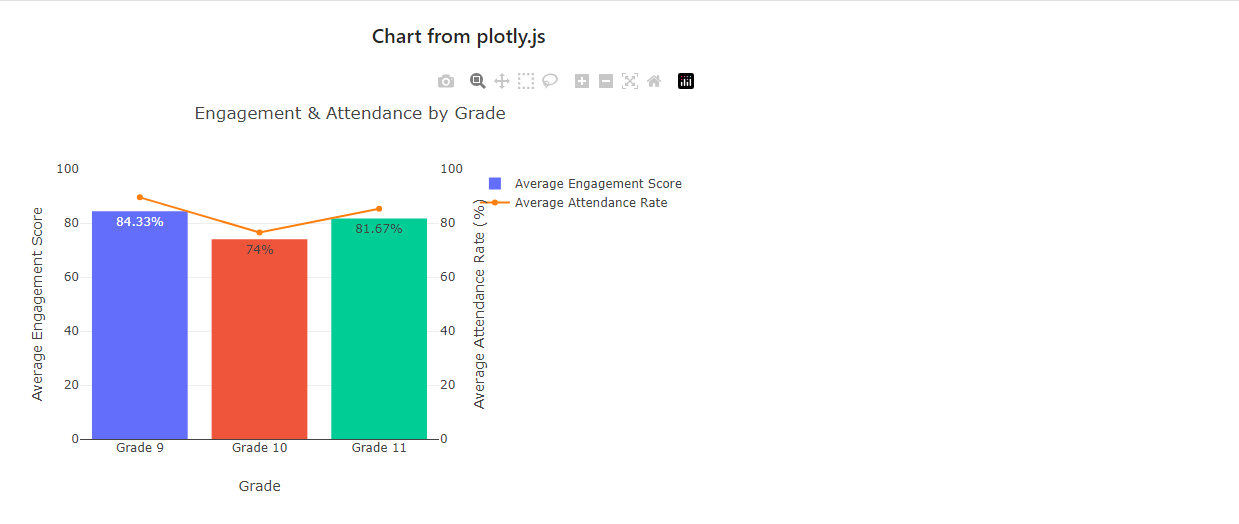 Chart from plotly.js
Engagement & Attendance by Grade
100
80
60
40
20
0
Average Engagement Score
84.33%
74%
81.67%
Grade 9
Grade 10
Grade 11
Grade
100
80
60
40
20
0
Average Attendance Rate (%)
Average Engagement Score
Average Attendance Rate